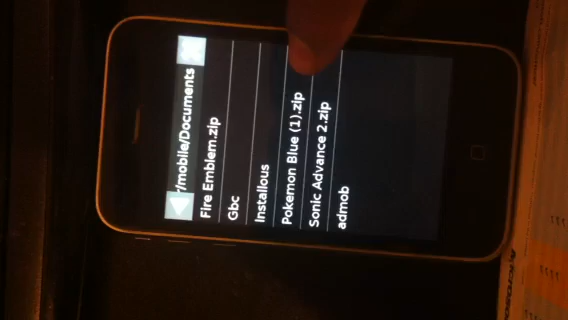 r/mobile/Documents
Fire Emblem.zip
Gbc
Installous
Pokemon Blue (1).zip
Sonic Advance 2.zip
admob